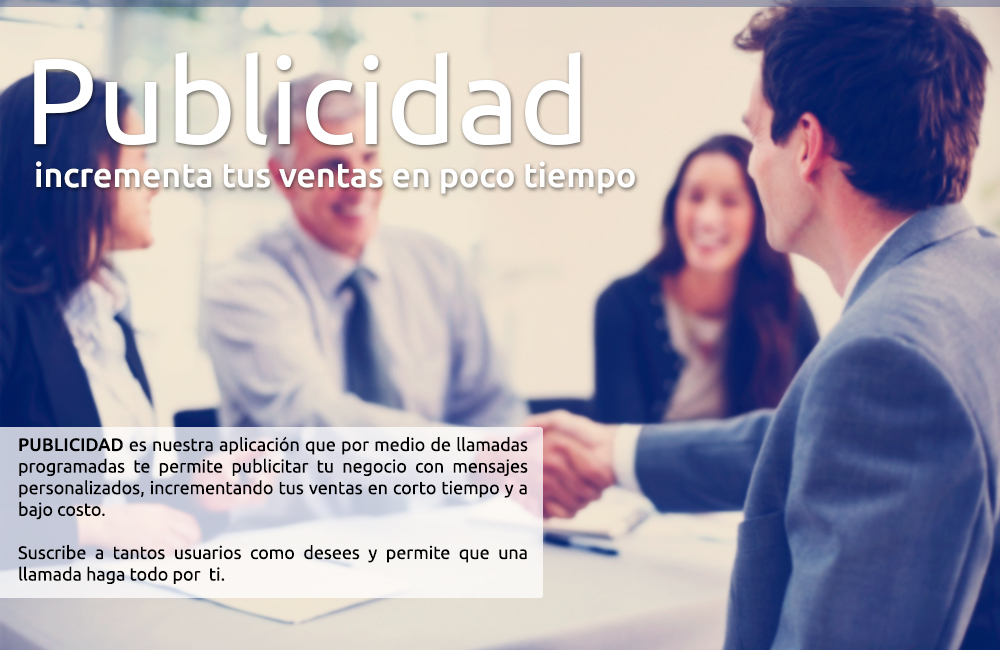 Publicidad
incrementa tus ventas en poco tiempo
PUBLICIDAD es nuestra aplicación que por medio de llamadas
programadas te permite publicitar tu negocio con mensajes
personalizados, incrementando tus ventas en corto tiempo y a
bajo costo.
Suscribe a tantos usuarios como desees y permite que una
llamada haga todo por  ti.